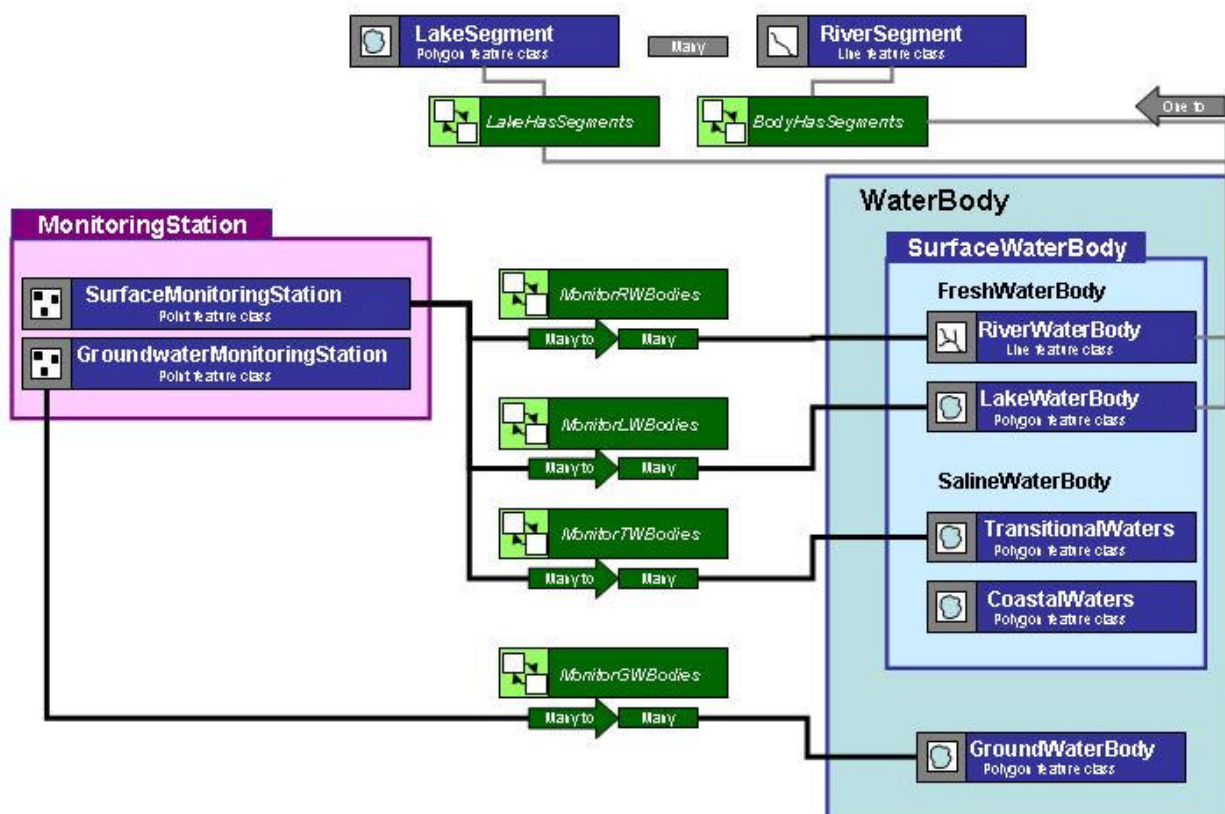 LakeSegment
Polygon feature class
Many
RiverSegment
Line feature class
LakeHasSegments
BodyHasSegments
One to
WaterBody
MonitoringStation
SurfaceWaterBody
SurfaceMonitoringStation
Point feature class
GroundwaterMonitoringStation
Point feature class
MonitorRWBodies
Many to
Many
FreshWaterBody
RiverWaterBody
Line feature class
LakeWaterBody
Polygon feature class
MonitorLWBodies
Many to
Many
SalineWaterBody
MonitorTWBodies
Many to
Many
TransitionalWaters
Polygon feature class
CoastalWaters
Polygon feature class
MonitorGWBodies
Many to
Many
GroundWaterBody
Polygon feature class